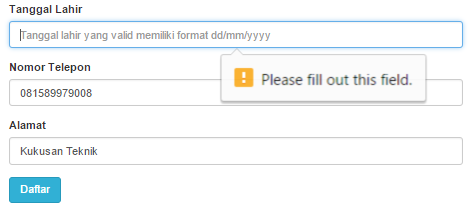 Tanggal Lahir
Tanggal lahir yang valid memiliki format dd/mm/yyyy
Please fill out this field.
Nomor Telepon
081589979008
Alamat
Kukusan Teknik
Daftar